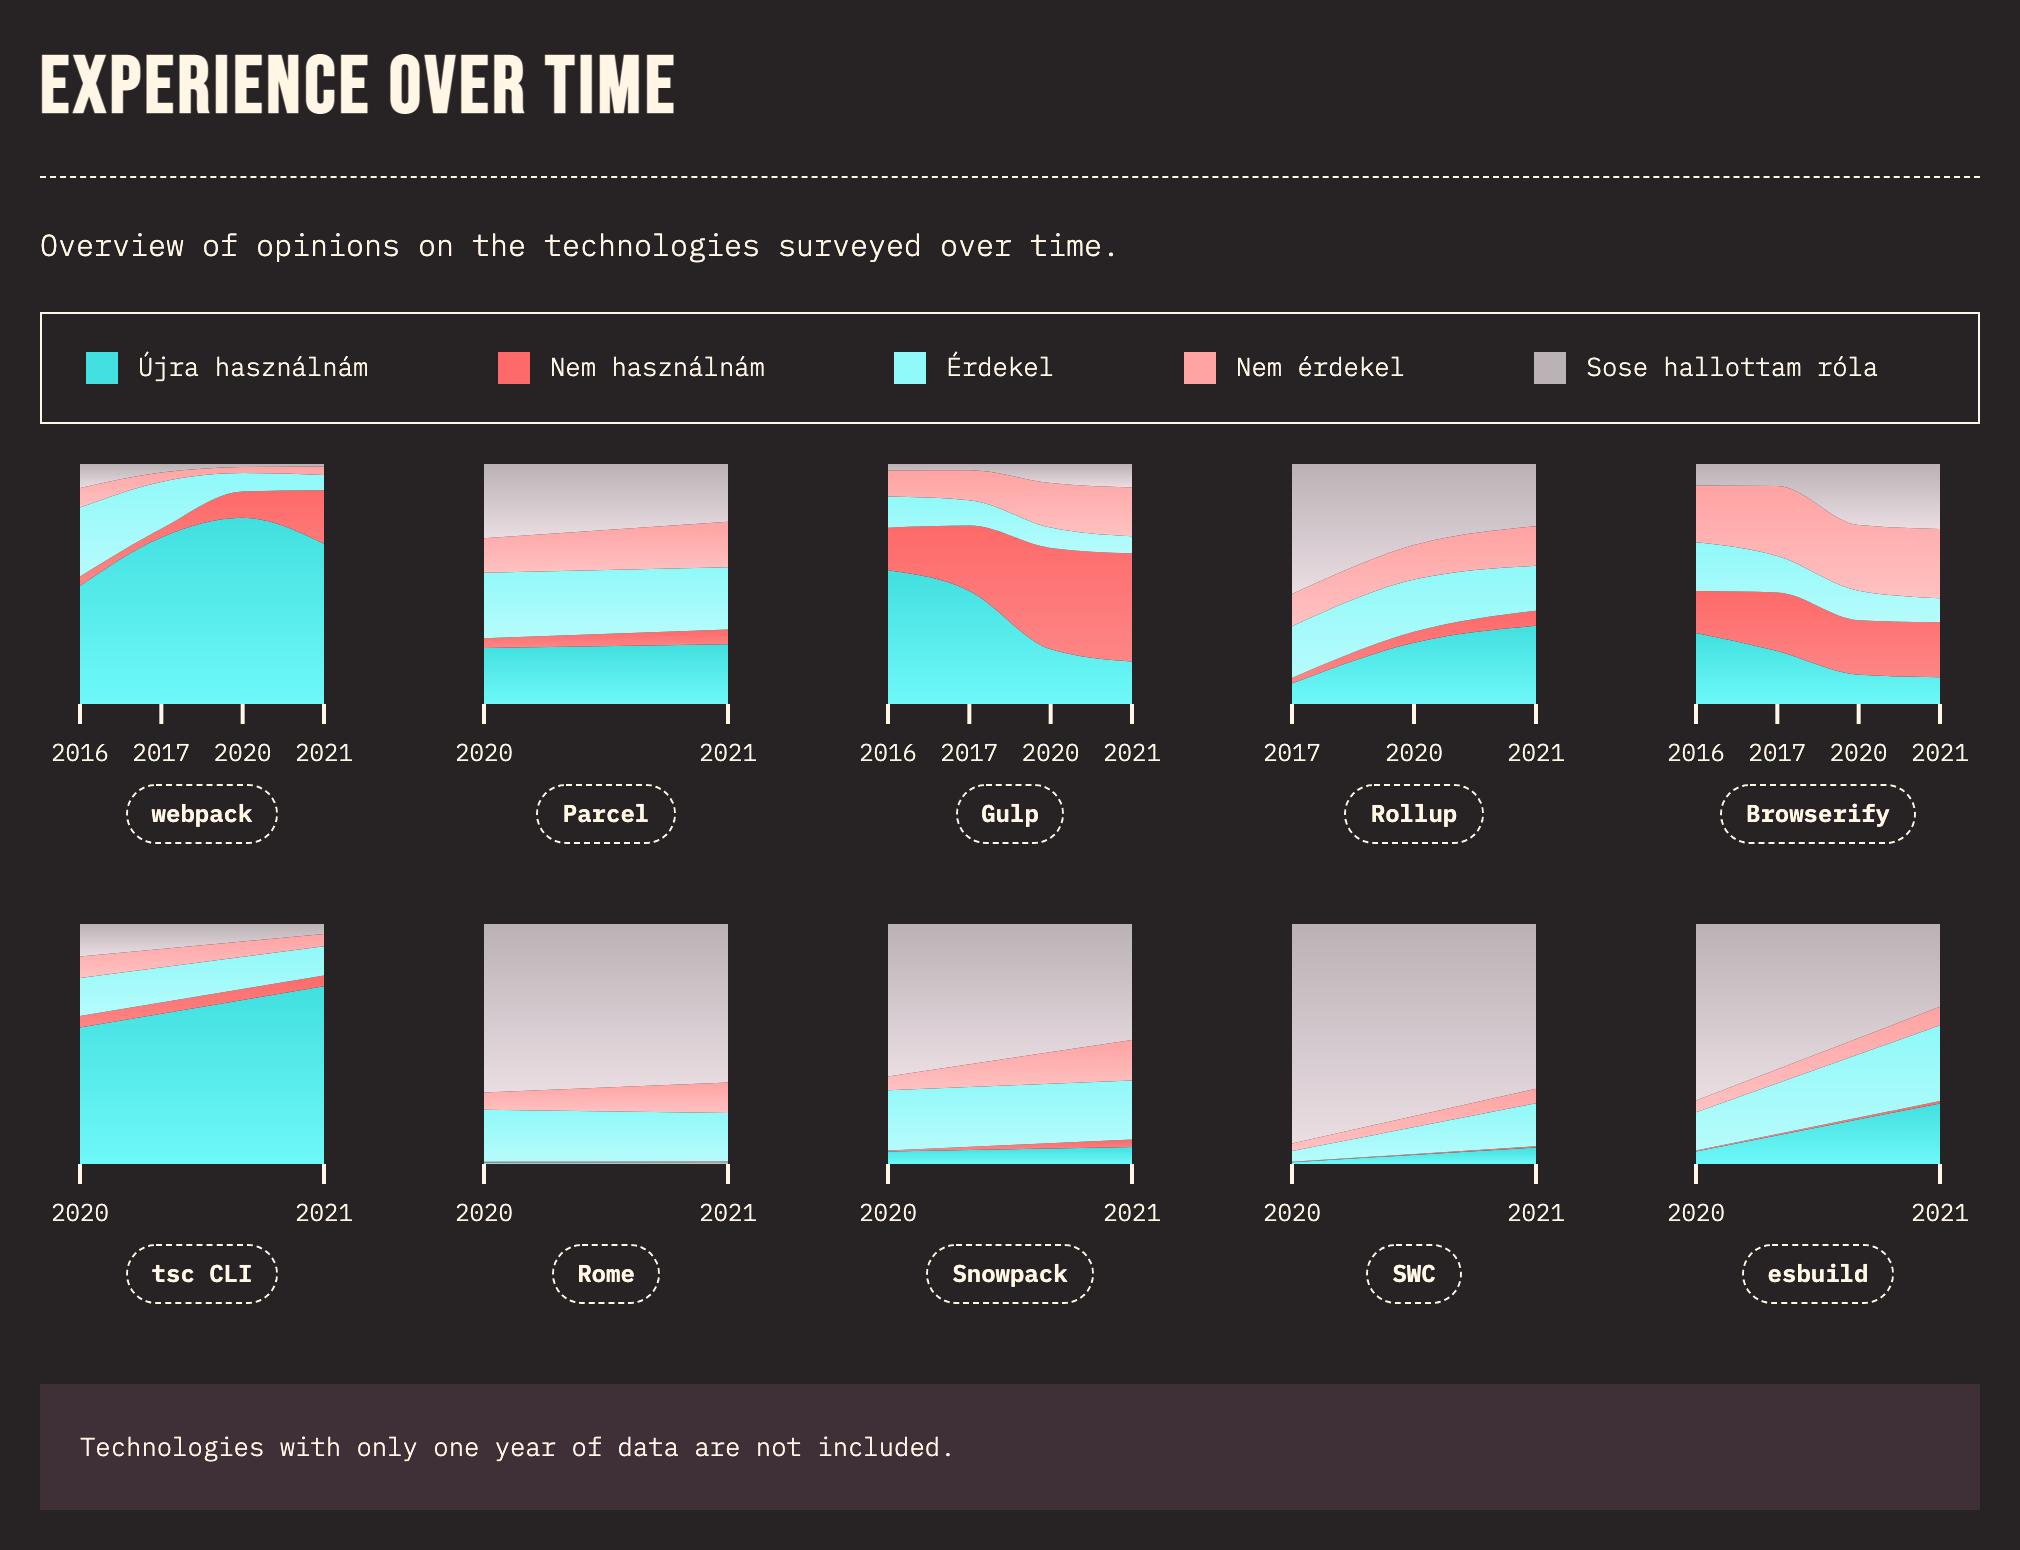 EXPERIENCE OVER TIME
Overview of opinions on the technologies surveyed over time.
Újra használnám Nem használnám Érdekel Nem érdekel Sose hallottam róla
2016 2017 2020 2021 2020 2021 2016 2017 2020 2021 2017 2020 2021 2016 2017 2020 2021
webpack Parcel Gulp Rollup Browserify
2020 2021 2020 2021 2020 2021 2020 2021 2020 2021
tsc CLI Rome Snowpack SWC esbuild
Technologies with only one year of data are not included.